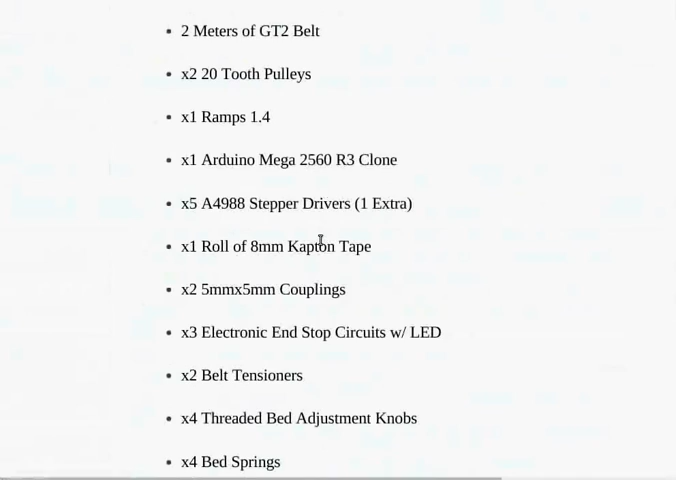 2 Meters of GT2 Belt
x2 20 Tooth Pulleys
x1 Ramps 1.4
x1 Arduino Mega 2560 R3 Clone
x5 A4988 Stepper Drivers (1 Extra)
x1 Roll of 8mm Kapton Tape
x2 5mmx5mm Couplings
x3 Electronic End Stop Circuits w/ LED
x2 Belt Tensioners
x4 Threaded Bed Adjustment Knobs
x4 Bed Springs